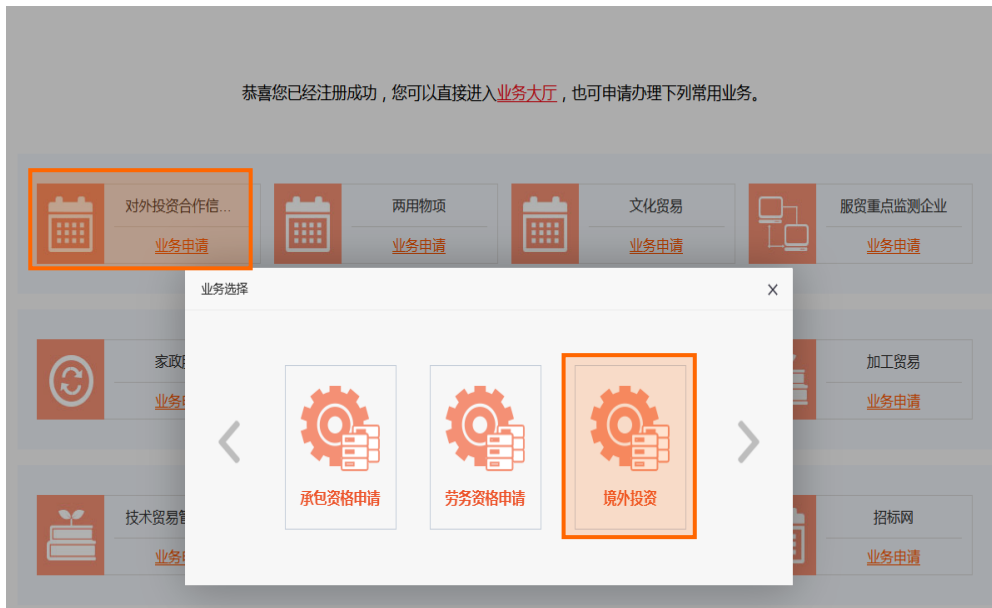 恭喜您已经注册成功，您可以直接进入业务大厅，也可申请办理下列常用业务。
对外投资合作信...
两用物项
文化贸易
服贸重点监测企业
业务申请
业务申请
业务申请
业务申请
业务选择
X
家政
加工贸易
业务
业务申请
承包资格申请
劳务资格申请
境外投资
技术贸易
招标网
业务
业务申请